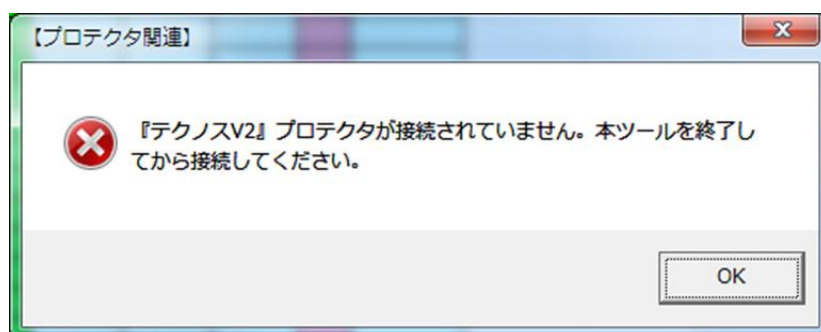 【プロテクタ関連】
『テクノスV2』プロテクタが接続されていません。本ツールを終了し
てから接続してください。
OK